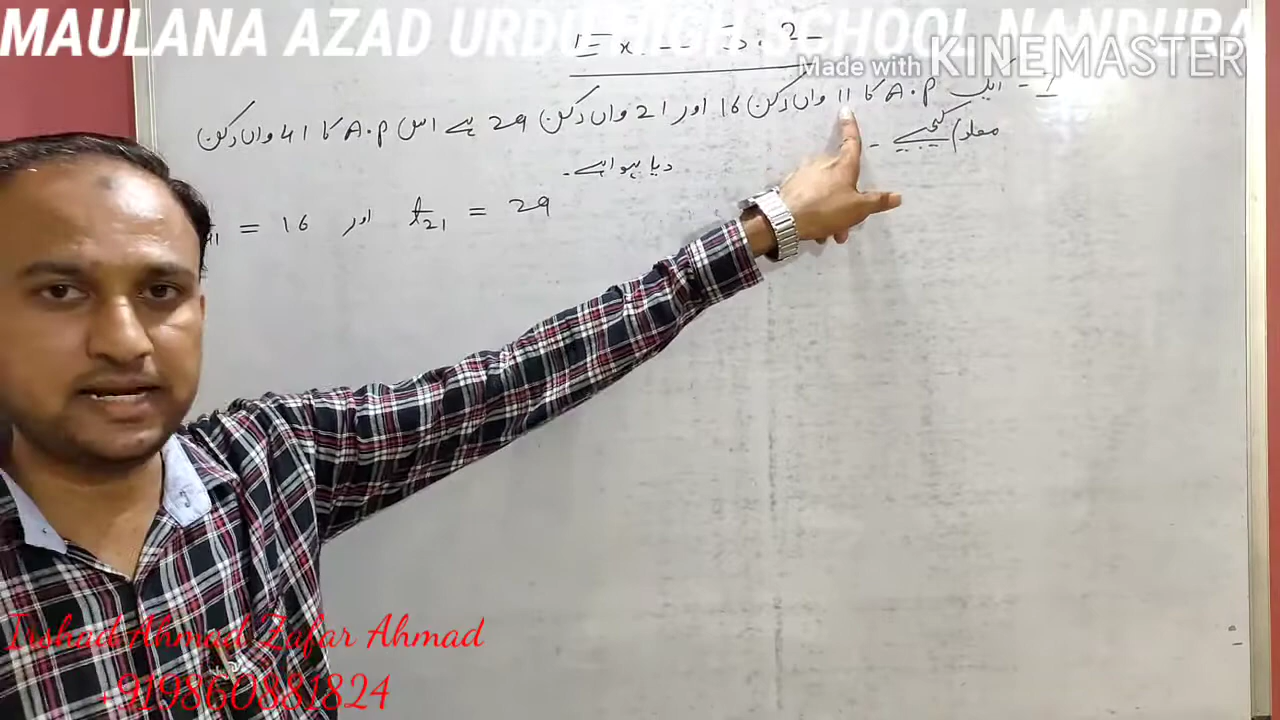 MAULANA AZAD URDU HIGH SCHOOL NANDURA
Made with KINEMASTER
1 - ایک A.P کا 11 واں رکن 16 اور 21 واں رکن 29 ہے اس A.P کا 41 واں رکن
معلوم کیجیے -
دیا ہوا ہے -
11 = 16 اور t21 = 29
Irshad Ahmad Zafar Ahmad
+919860881824